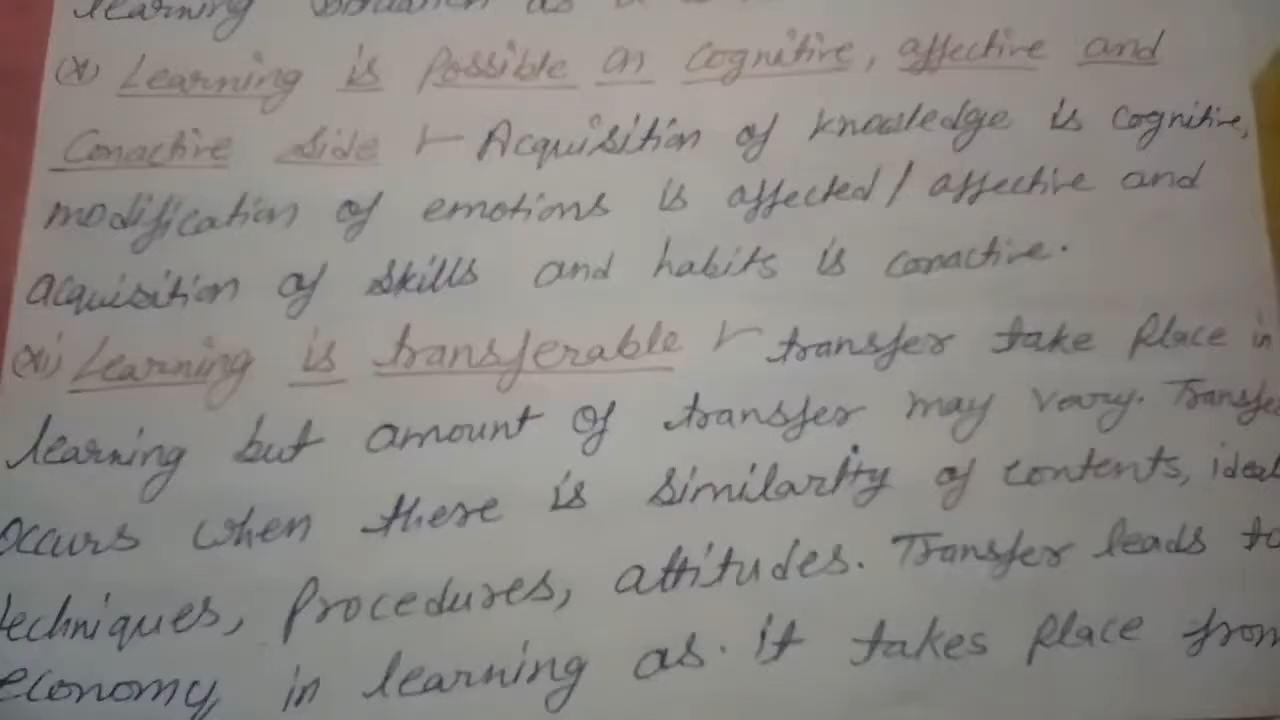 learning as
(x) Learning is Possible on Cognitive, affective and
Conactive side :- Acquisition of knowledge is cognitive,
modification of emotions is affected / affective and
acquisition of skills and habits is conactive.
(xi) Learning is transferable :- transfer take place in
learning but amount of transfer may vary. Transfer
occurs when there is similarity of contents, ideal
techniques, procedures, attitudes. Transfer leads to
economy in learning as it takes place from